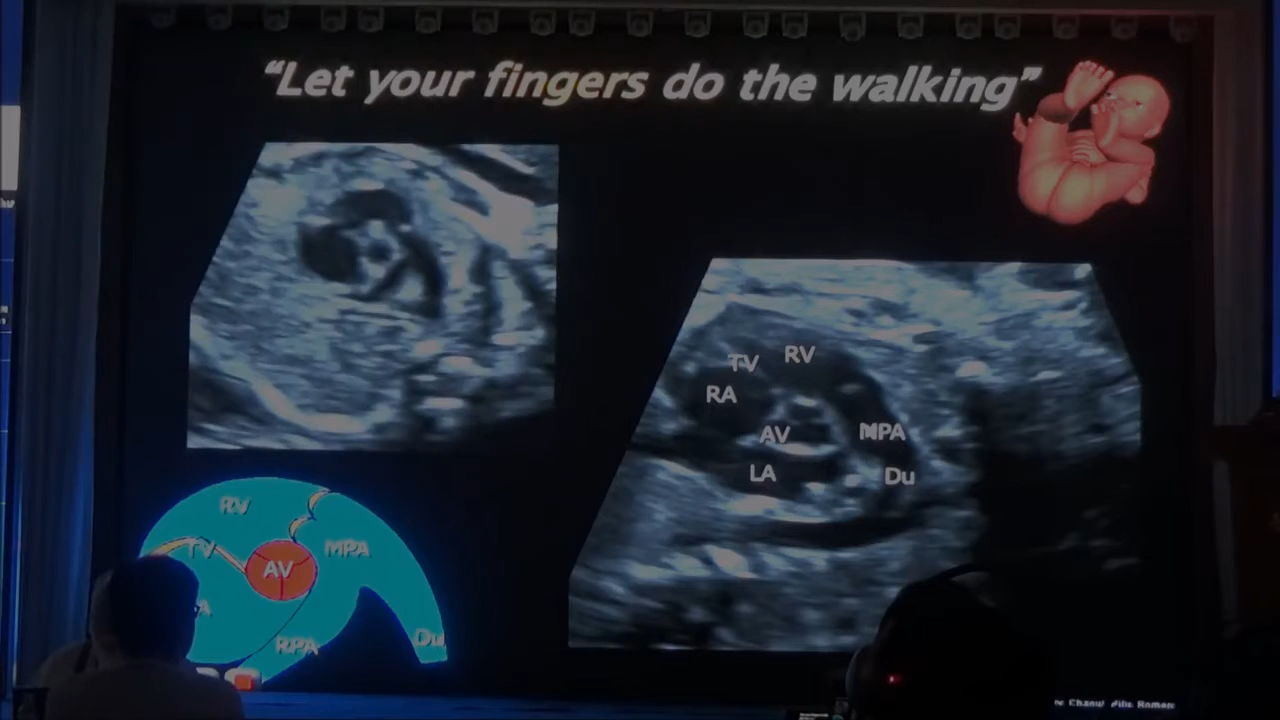 “Let your fingers do the walking”
TV
RV
RA
AV
MPA
LA
Du
RV
TV
MPA
AV
RPA
Du